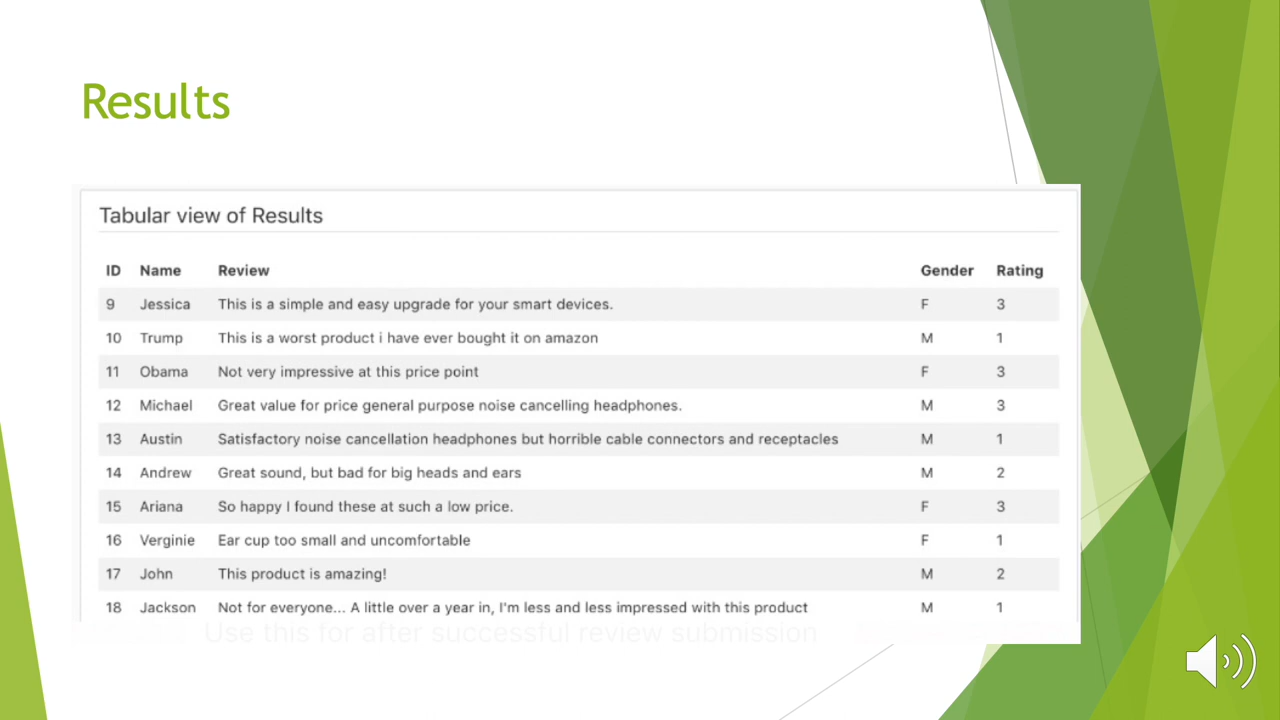 Results
Tabular view of Results
ID Name Review Gender Rating
9 Jessica This is a simple and easy upgrade for your smart devices. F 3
10 Trump This is a worst product i have ever bought it on amazon M 1
11 Obama Not very impressive at this price point F 3
12 Michael Great value for price general purpose noise cancelling headphones. M 3
13 Austin Satisfactory noise cancellation headphones but horrible cable connectors and receptacles M 1
14 Andrew Great sound, but bad for big heads and ears M 2
15 Ariana So happy I found these at such a low price. F 3
16 Verginie Ear cup too small and uncomfortable F 1
17 John This product is amazing! M 2
18 Jackson Not for everyone... A little over a year in, I'm less and less impressed with this product M 1
Use this for after successful review submission